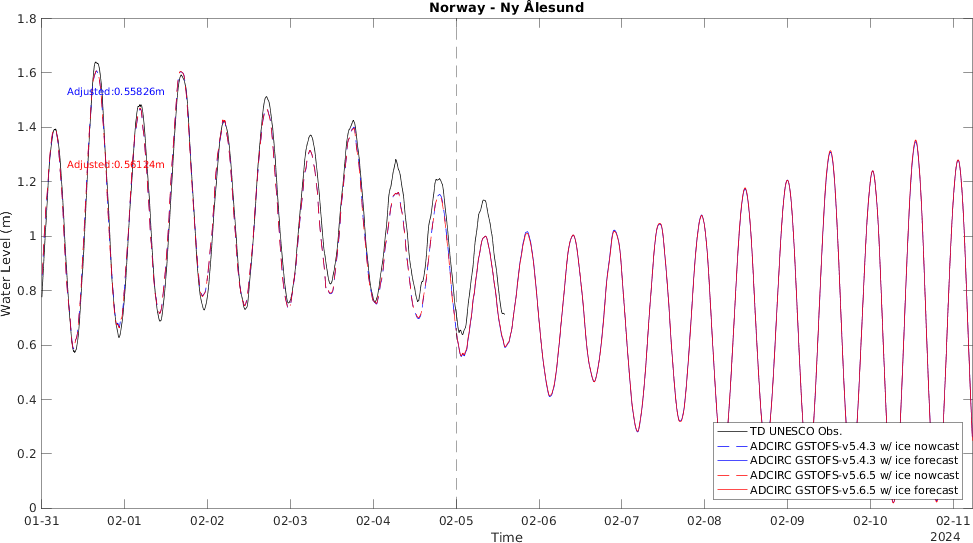 Norway - Ny Ålesund
1.8
1.6
1.4
1.2
1
0.8
0.6
0.4
0.2
0
Water Level (m)
Adjusted:0.55826m
Adjusted:0.56124m
TD UNESCO Obs.
ADCIRC GSTOFS-v5.4.3 w/ ice nowcast
ADCIRC GSTOFS-v5.4.3 w/ ice forecast
ADCIRC GSTOFS-v5.6.5 w/ ice nowcast
ADCIRC GSTOFS-v5.6.5 w/ ice forecast
01-31 02-01 02-02 02-03 02-04 02-05 02-06 02-07 02-08 02-09 02-10 02-11
Time
2024